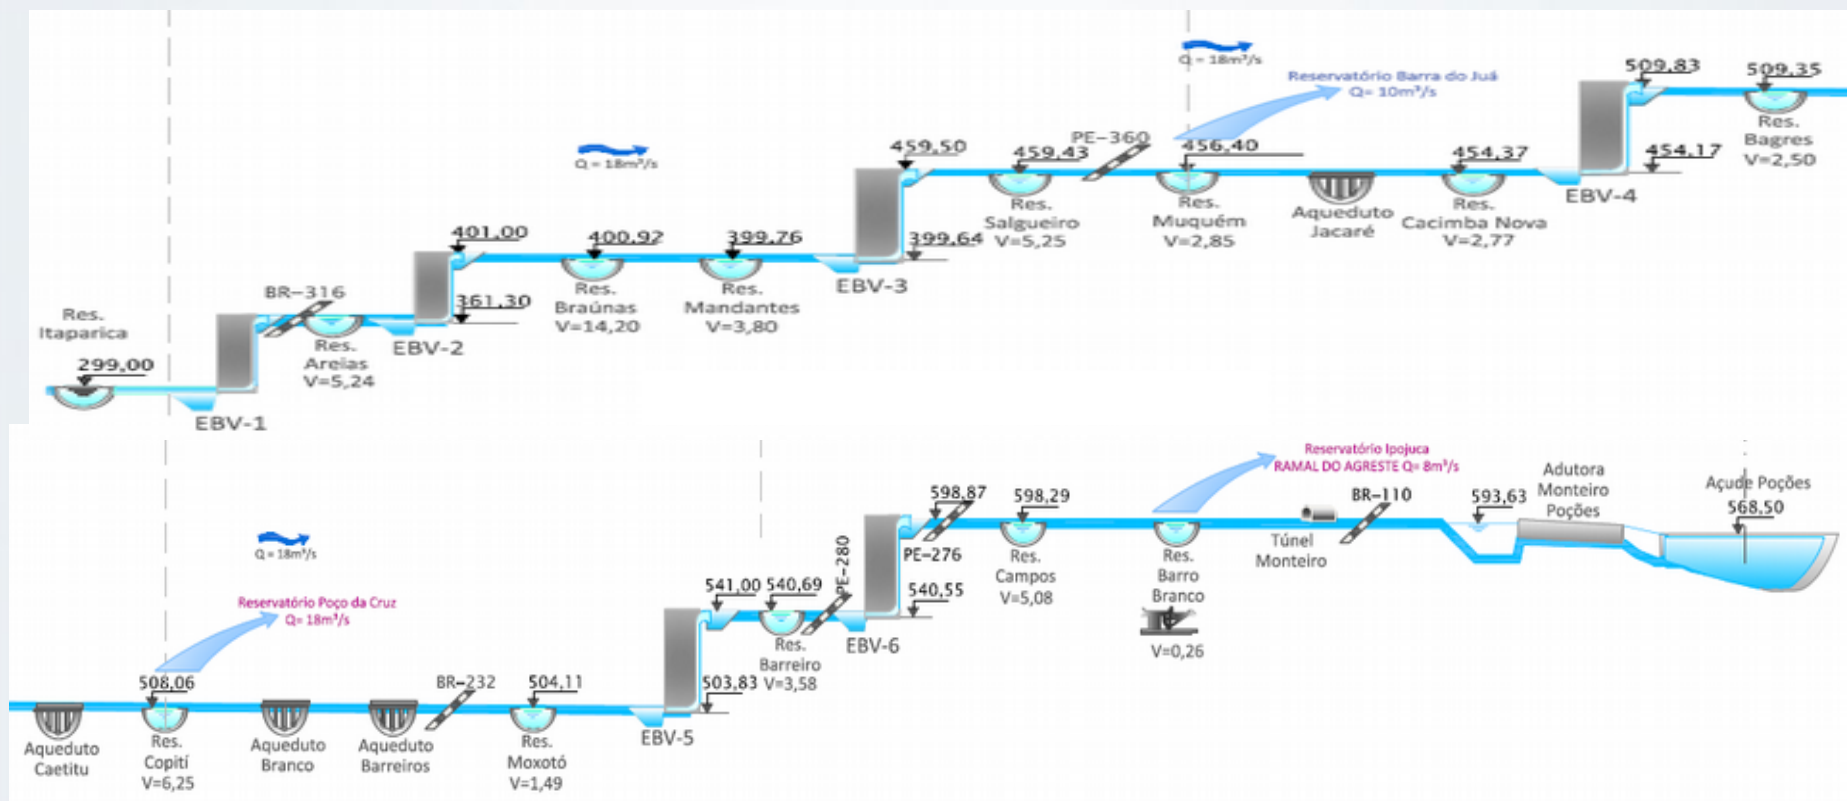 Q = 18m³/s
Reservatório Barra do Juá
Q= 10m³/s
509,83
509,35
Res.
Bagres
V=2,50
PE-360
459,50
459,43
456,40
454,37
454,17
EBV-4
Q = 18m³/s
Res.
Salgueiro
V=5,25
Res.
Muquém
V=2,85
Aqueduto
Jacaré
Res.
Cacimba Nova
V=2,77
401,00
400,92
399,76
399,64
EBV-3
BR-316
361,30
Res.
Braúnas
V=14,20
Res.
Mandantes
V=3,80
Res.
Itaparica
299,00
Res.
Areias
V=5,24
EBV-2
EBV-1
Reservatório Ipojuca
RAMAL DO AGRESTE Q= 8m³/s
Adutora
Monteiro
Poções
Açude Poções
568,50
598,87
598,29
BR-110
593,63
Q = 18m³/s
PE-280
PE-276
Res.
Campos
V=5,08
Res.
Barro
Branco
V=0,26
Túnel
Monteiro
Reservatório Poço da Cruz
Q= 18m³/s
541,00
540,69
540,55
EBV-6
Res.
Barreiro
V=3,58
508,06
BR-232
504,11
503,83
EBV-5
Aqueduto
Caetitu
Res.
Copití
V=6,25
Aqueduto
Branco
Aqueduto
Barreiros
Res.
Moxotó
V=1,49